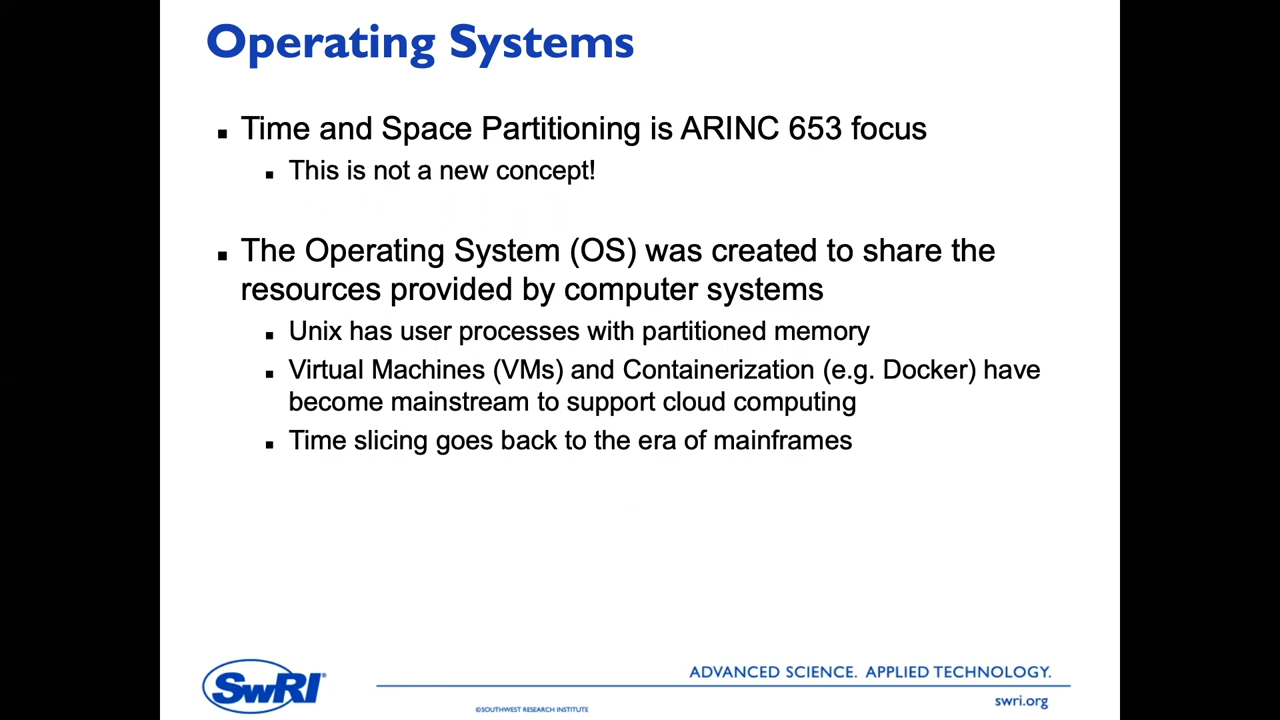 Operating Systems
▪ Time and Space Partitioning is ARINC 653 focus
▪ This is not a new concept!
▪ The Operating System (OS) was created to share the
resources provided by computer systems
▪ Unix has user processes with partitioned memory
▪ Virtual Machines (VMs) and Containerization (e.g. Docker) have
become mainstream to support cloud computing
▪ Time slicing goes back to the era of mainframes
SwRI®
ADVANCED SCIENCE. APPLIED TECHNOLOGY.
©SOUTHWEST RESEARCH INSTITUTE
swri.org